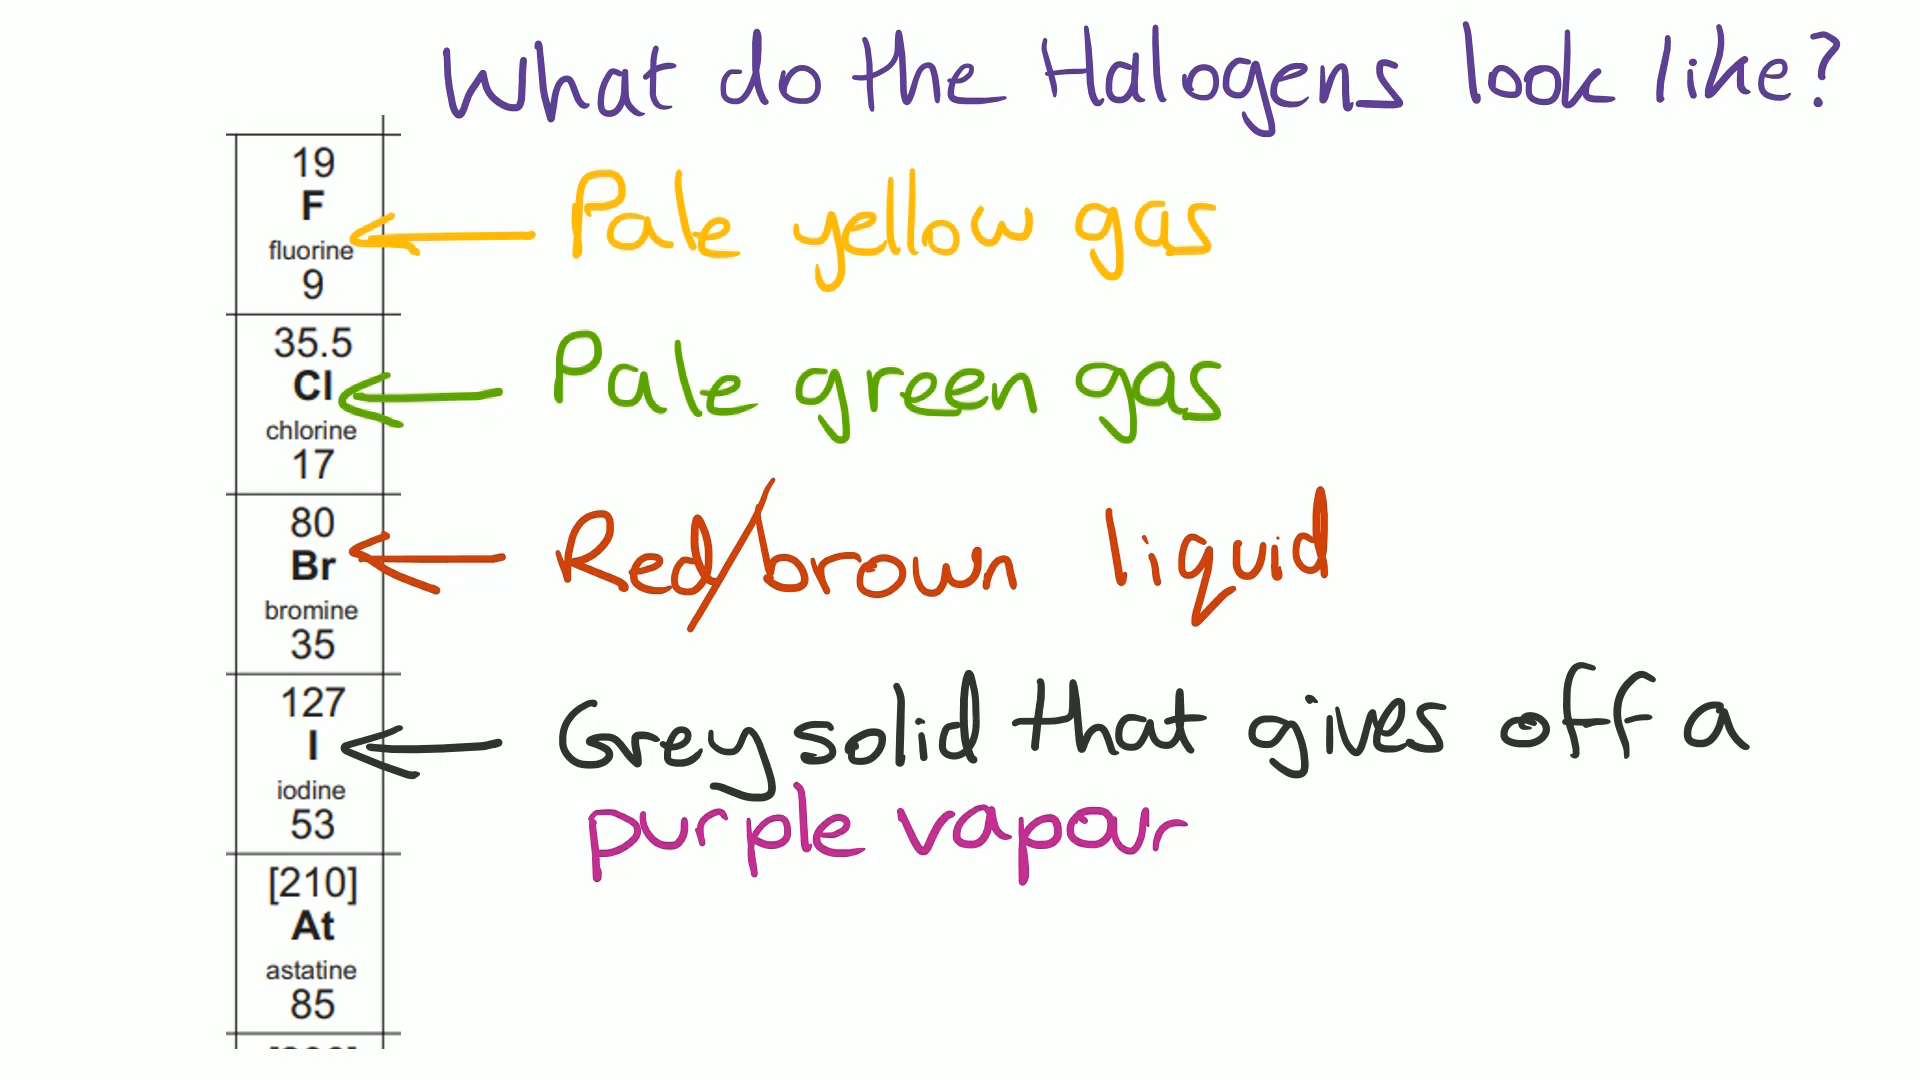 What do the Halogens look like?
19
F
fluorine
9
Pale yellow gas
35.5
Cl
chlorine
17
Pale green gas
80
Br
bromine
35
Red/brown liquid
127
I
iodine
53
Grey solid that gives off a
purple vapour
[210]
At
astatine
85